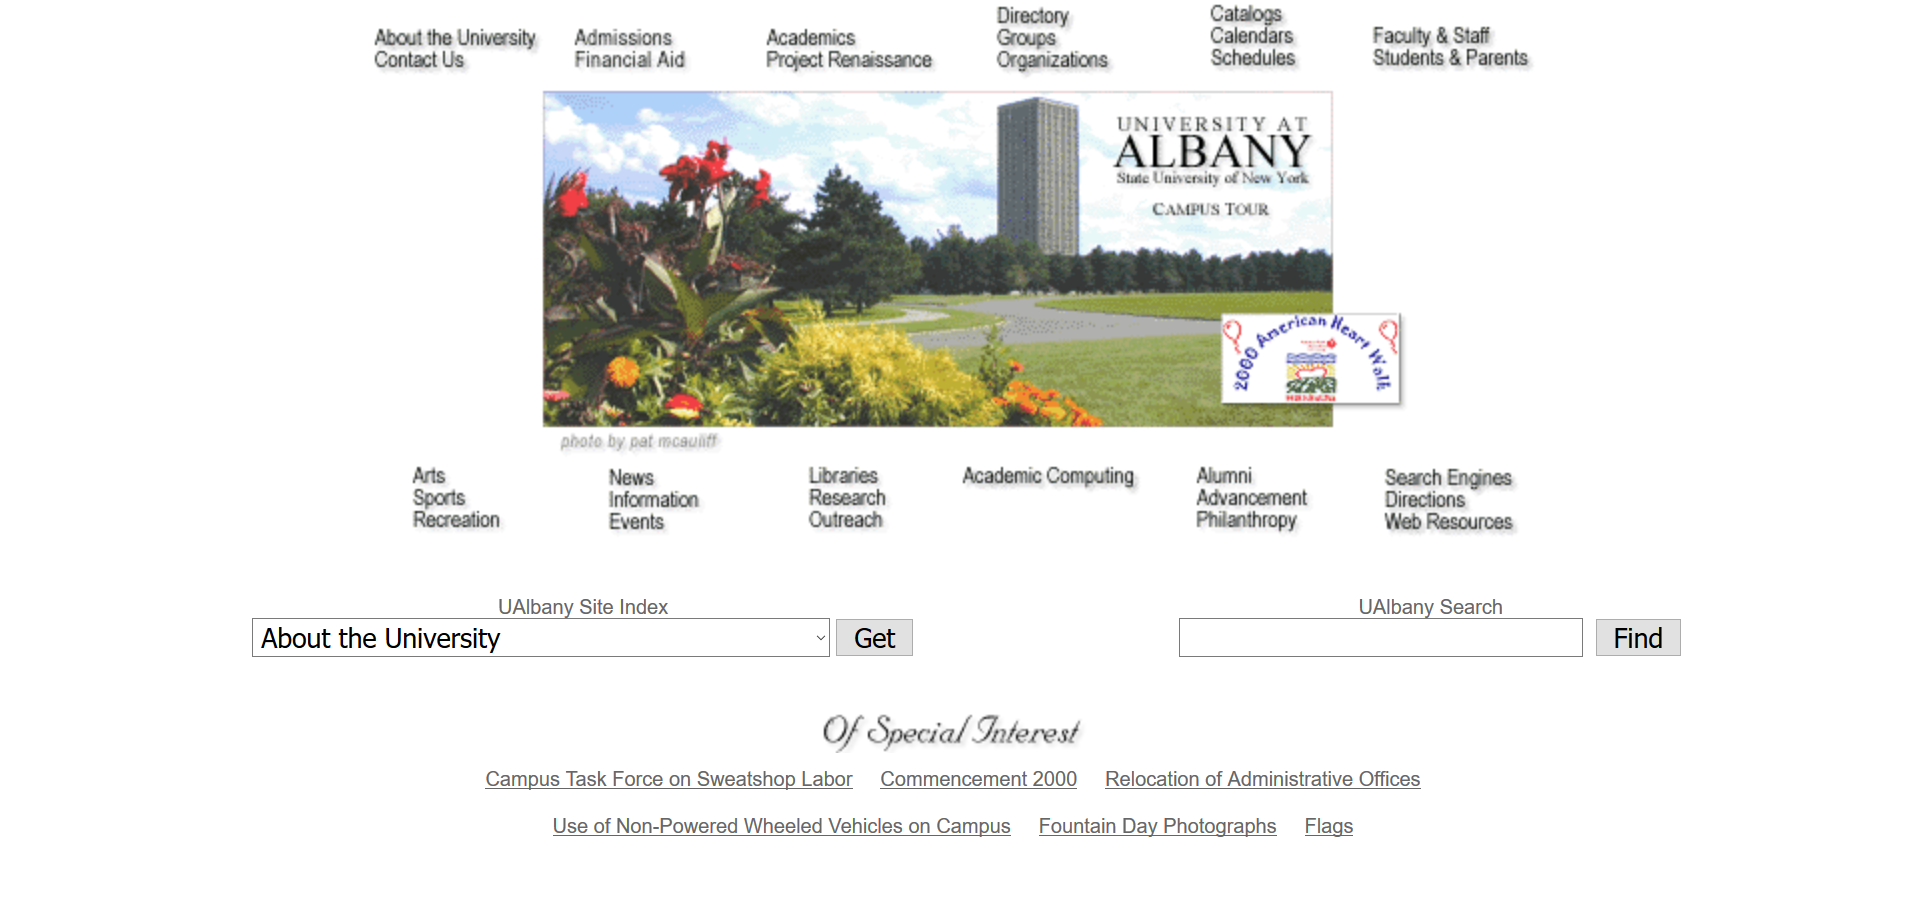 About the University
Contact Us
Admissions
Financial Aid
Academics
Project Renaissance
Directory
Groups
Organizations
Catalogs
Calendars
Schedules
Faculty & Staff
Students & Parents
UNIVERSITY AT
ALBANY
State University of New York
CAMPUS TOUR
2000 American Heart Walk
photo by pat mcauliff
Arts
Sports
Recreation
News
Information
Events
Libraries
Research
Outreach
Academic Computing
Alumni
Advancement
Philanthropy
Search Engines
Directions
Web Resources
UAlbany Site Index
About the University
Get
UAlbany Search
Find
Of Special Interest
Campus Task Force on Sweatshop Labor Commencement 2000 Relocation of Administrative Offices
Use of Non-Powered Wheeled Vehicles on Campus Fountain Day Photographs Flags